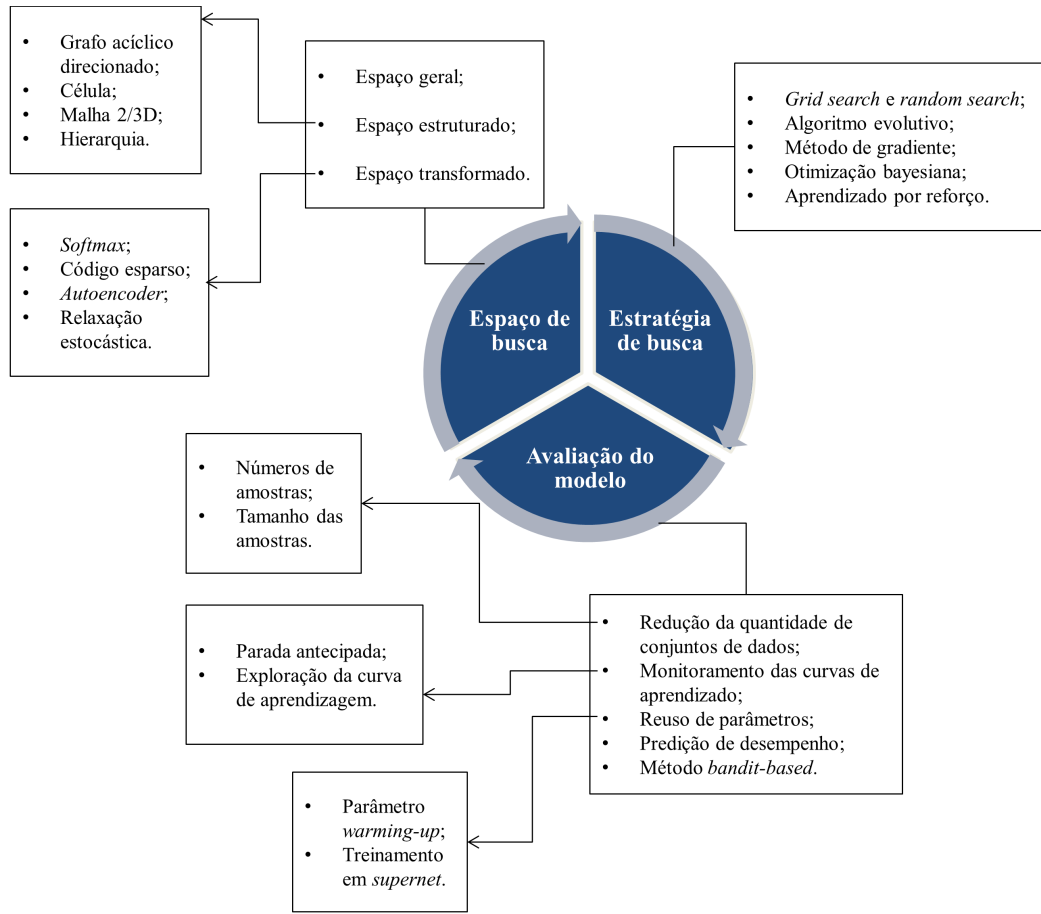 • Grafo acíclico
direcionado;
• Célula;
• Malha 2/3D;
• Hierarquia.
• Espaço geral;
• Espaço estruturado;
• Espaço transformado.
• Grid search e random search;
• Algoritmo evolutivo;
• Método de gradiente;
• Otimização bayesiana;
• Aprendizado por reforço.
• Softmax;
• Código esparso;
• Autoencoder;
• Relaxação
estocástica.
Espaço de
busca
Estratégia
de busca
Avaliação do
modelo
• Números de
amostras;
• Tamanho das
amostras.
• Parada antecipada;
• Exploração da curva
de aprendizagem.
• Redução da quantidade de
conjuntos de dados;
• Monitoramento das curvas de
aprendizado;
• Reuso de parâmetros;
• Predição de desempenho;
• Método bandit-based.
• Parâmetro
warming-up;
• Treinamento
em supernet.